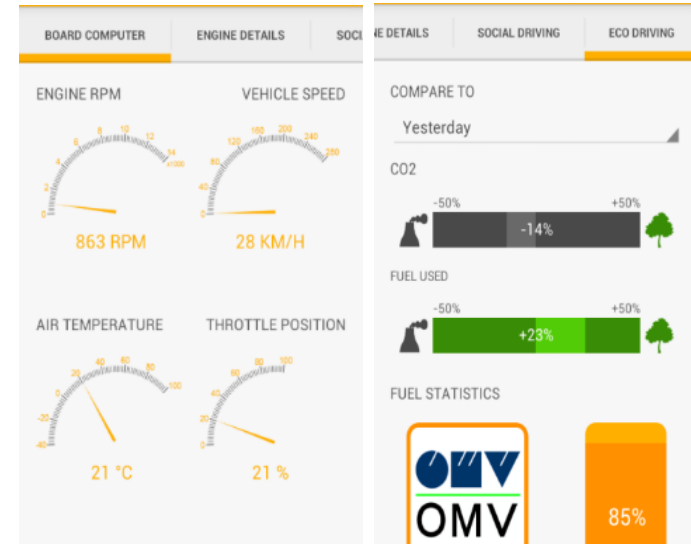 BOARD COMPUTER
ENGINE DETAILS
SOCI
ENGINE RPM
VEHICLE SPEED
0
2
4
6
8
10
12
14
x1000
863 RPM
0
40
80
120
160
200
240
280
28 KM/H
AIR TEMPERATURE
THROTTLE POSITION
-40
-20
0
20
40
60
80
100
21 °C
0
20
40
60
80
100
21 %
NE DETAILS
SOCIAL DRIVING
ECO DRIVING
COMPARE TO
Yesterday
CO2
-50%
+50%
-14%
FUEL USED
-50%
+50%
+23%
FUEL STATISTICS
OMV
OMV
85%